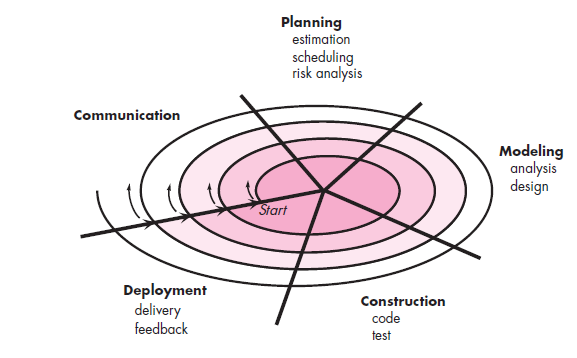 Planning
estimation
scheduling
risk analysis
Communication
Modeling
analysis
design
Start
Deployment
delivery
feedback
Construction
code
test